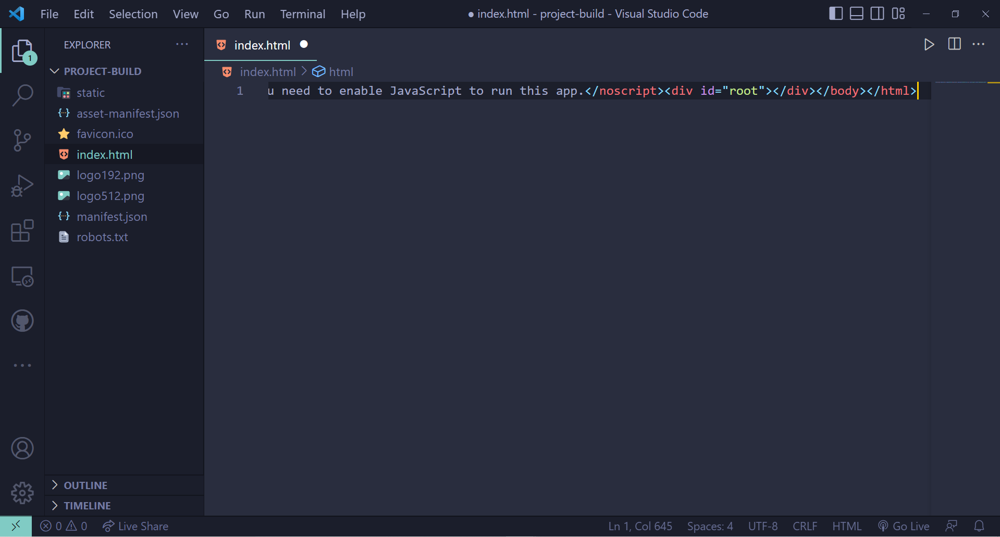 File Edit Selection View Go Run Terminal Help
● index.html - project-build - Visual Studio Code
EXPLORER
1
PROJECT-BUILD
static
asset-manifest.json
favicon.ico
index.html
logo192.png
logo512.png
manifest.json
robots.txt
OUTLINE
TIMELINE
index.html
index.html > html
1 u need to enable JavaScript to run this app.</noscript><div id="root"></div></body></html>
0 0 Live Share Ln 1, Col 645 Spaces: 4 UTF-8 CRLF HTML Go Live